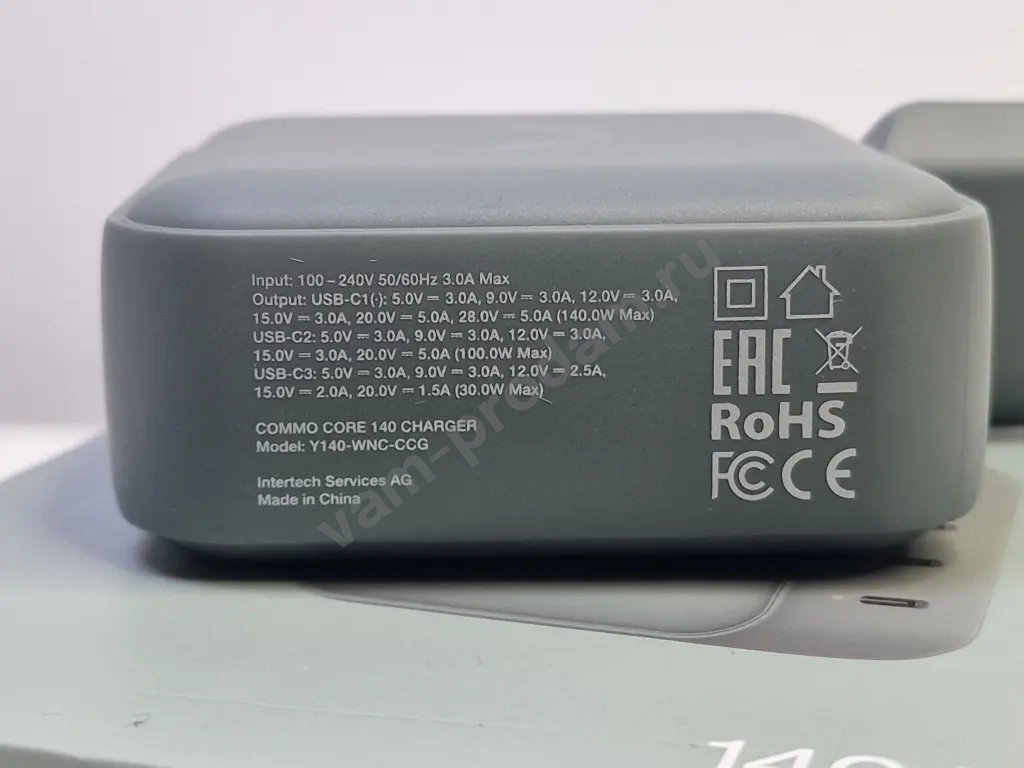 Input: 100–240V 50/60Hz 3.0A Max
Output: USB-C1(·): 5.0V⎓3.0A, 9.0V⎓3.0A, 12.0V⎓3.0A,
15.0V⎓3.0A, 20.0V⎓5.0A, 28.0V⎓5.0A (140.0W Max)
USB-C2: 5.0V⎓3.0A, 9.0V⎓3.0A, 12.0V⎓3.0A,
15.0V⎓3.0A, 20.0V⎓5.0A (100.0W Max)
USB-C3: 5.0V⎓3.0A, 9.0V⎓3.0A, 12.0V⎓2.5A,
15.0V⎓2.0A, 20.0V⎓1.5A (30.0W Max)
COMMO CORE 140 CHARGER
Model: Y140-WNC-CCG
Intertech Services AG
Made in China
EAC
RoHS
FC CE
vam-prodam.ru